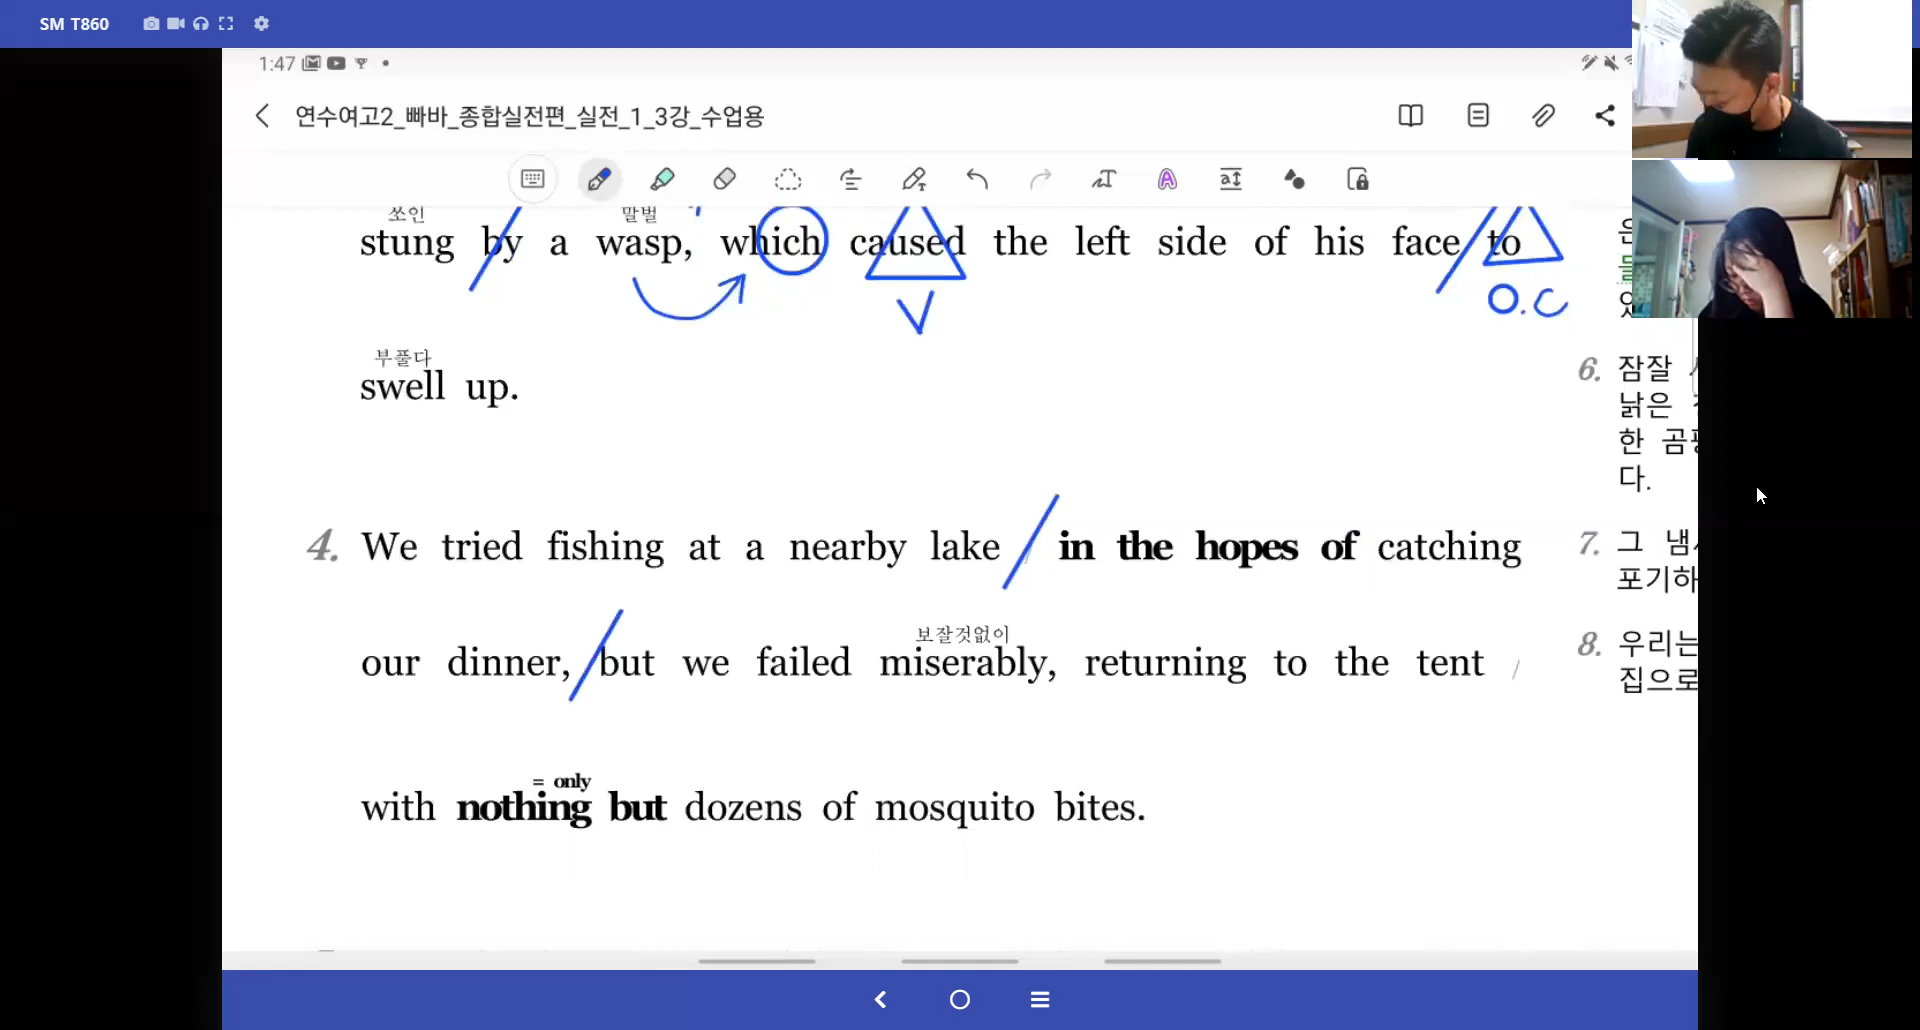 SM T860
1:47
연수여고2_빠바_종합실전편_실전_1_3강_수업용
쏘인 말벌
stung by a wasp, which caused the left side of his face to
V O.C
부풀다
swell up.
4. We tried fishing at a nearby lake / in the hopes of catching
보잘것없이
our dinner, / but we failed miserably, returning to the tent /
= only
with nothing but dozens of mosquito bites.
6. 잠잘
낡은
한
다.
7. 그
포기하
8. 우리는
집으로